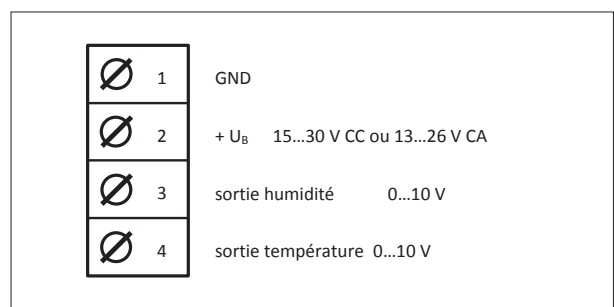 1 GND
2 + UB 15...30 V CC ou 13...26 V CA
3 sortie humidité 0...10 V
4 sortie température 0...10 V